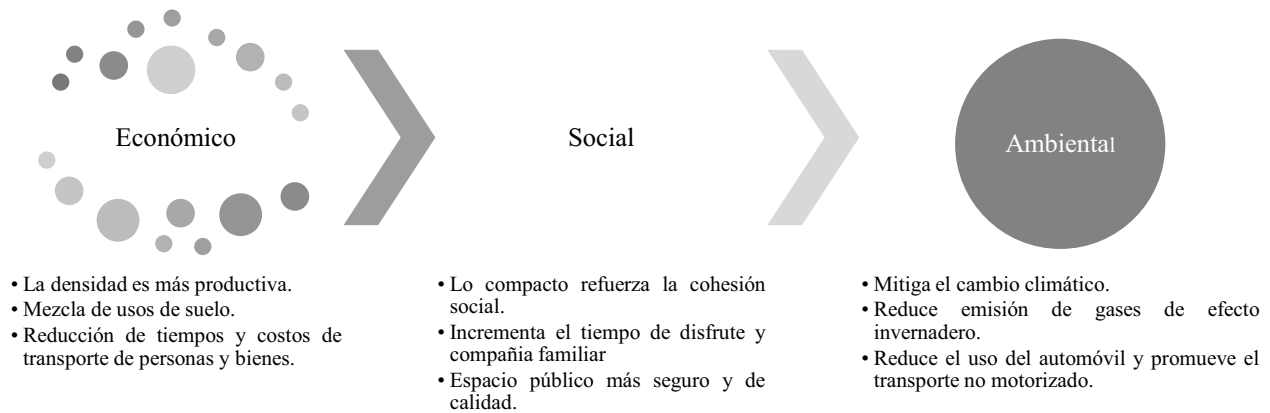 Económico
Social
Ambiental
• La densidad es más productiva.
• Mezcla de usos de suelo.
• Reducción de tiempos y costos de
transporte de personas y bienes.
• Lo compacto refuerza la cohesión
social.
• Incrementa el tiempo de disfrute y
compañia familiar
• Espacio público más seguro y de
calidad.
• Mitiga el cambio climático.
• Reduce emisión de gases de efecto
invernadero.
• Reduce el uso del automóvil y promueve el
transporte no motorizado.